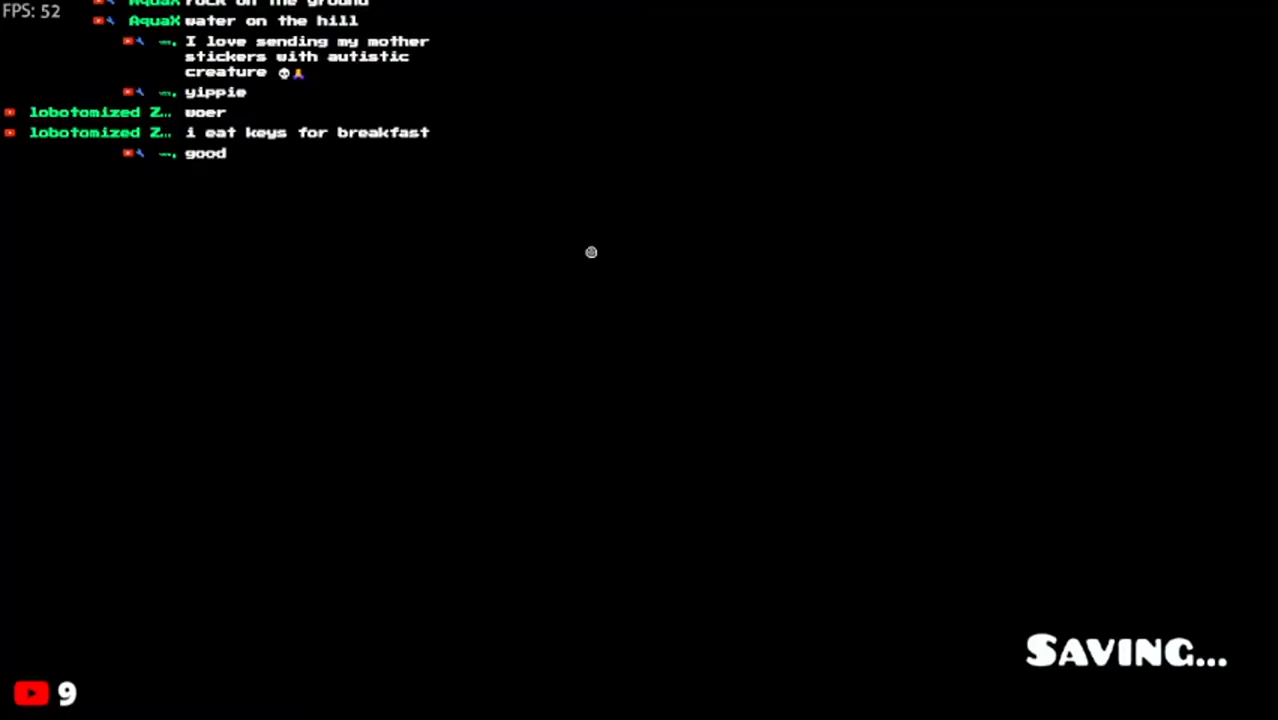 FPS: 52
AquaX rock on the ground
AquaX water on the hill
I love sending my mother
stickers with autistic
creature 💀
yippie
lobotomized Z... woer
lobotomized Z... i eat keys for breakfast
good
SAVING...
9